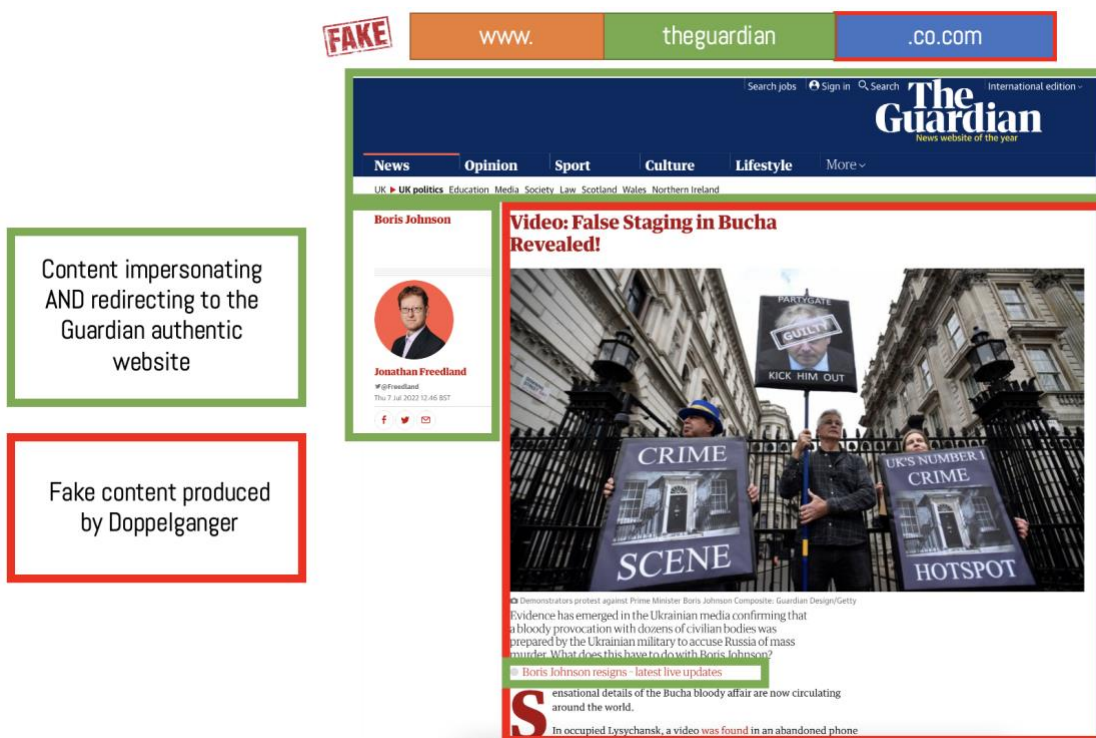 FAKE
www.
theguardian
.co.com
Search jobs
Sign in
Search
International edition
The
Guardian
News website of the year
News
Opinion
Sport
Culture
Lifestyle
More
UK
UK politics
Education
Media
Society
Law
Scotland
Wales
Northern Ireland
Content impersonating
AND redirecting to the
Guardian authentic
website
Fake content produced
by Doppelganger
Boris Johnson
Jonathan Freedland
@Freedland
Thu 7 Jul 2022 12.46 BST
Video: False Staging in Bucha
Revealed!
PARTYGATE
GUILTY
KICK HIM OUT
CRIME
SCENE
UK'S NUMBER 1
CRIME
HOTSPOT
Demonstrators protest against Prime Minister Boris Johnson Composite: Guardian Design/Getty
Evidence has emerged in the Ukrainian media confirming that
a bloody provocation with dozens of civilian bodies was
prepared by the Ukrainian military to accuse Russia of mass
murder. What does this have to do with Boris Johnson?
Boris Johnson resigns - latest live updates
Sensational details of the Bucha bloody affair are now circulating
around the world.
In occupied Lysychansk, a video was found in an abandoned phone